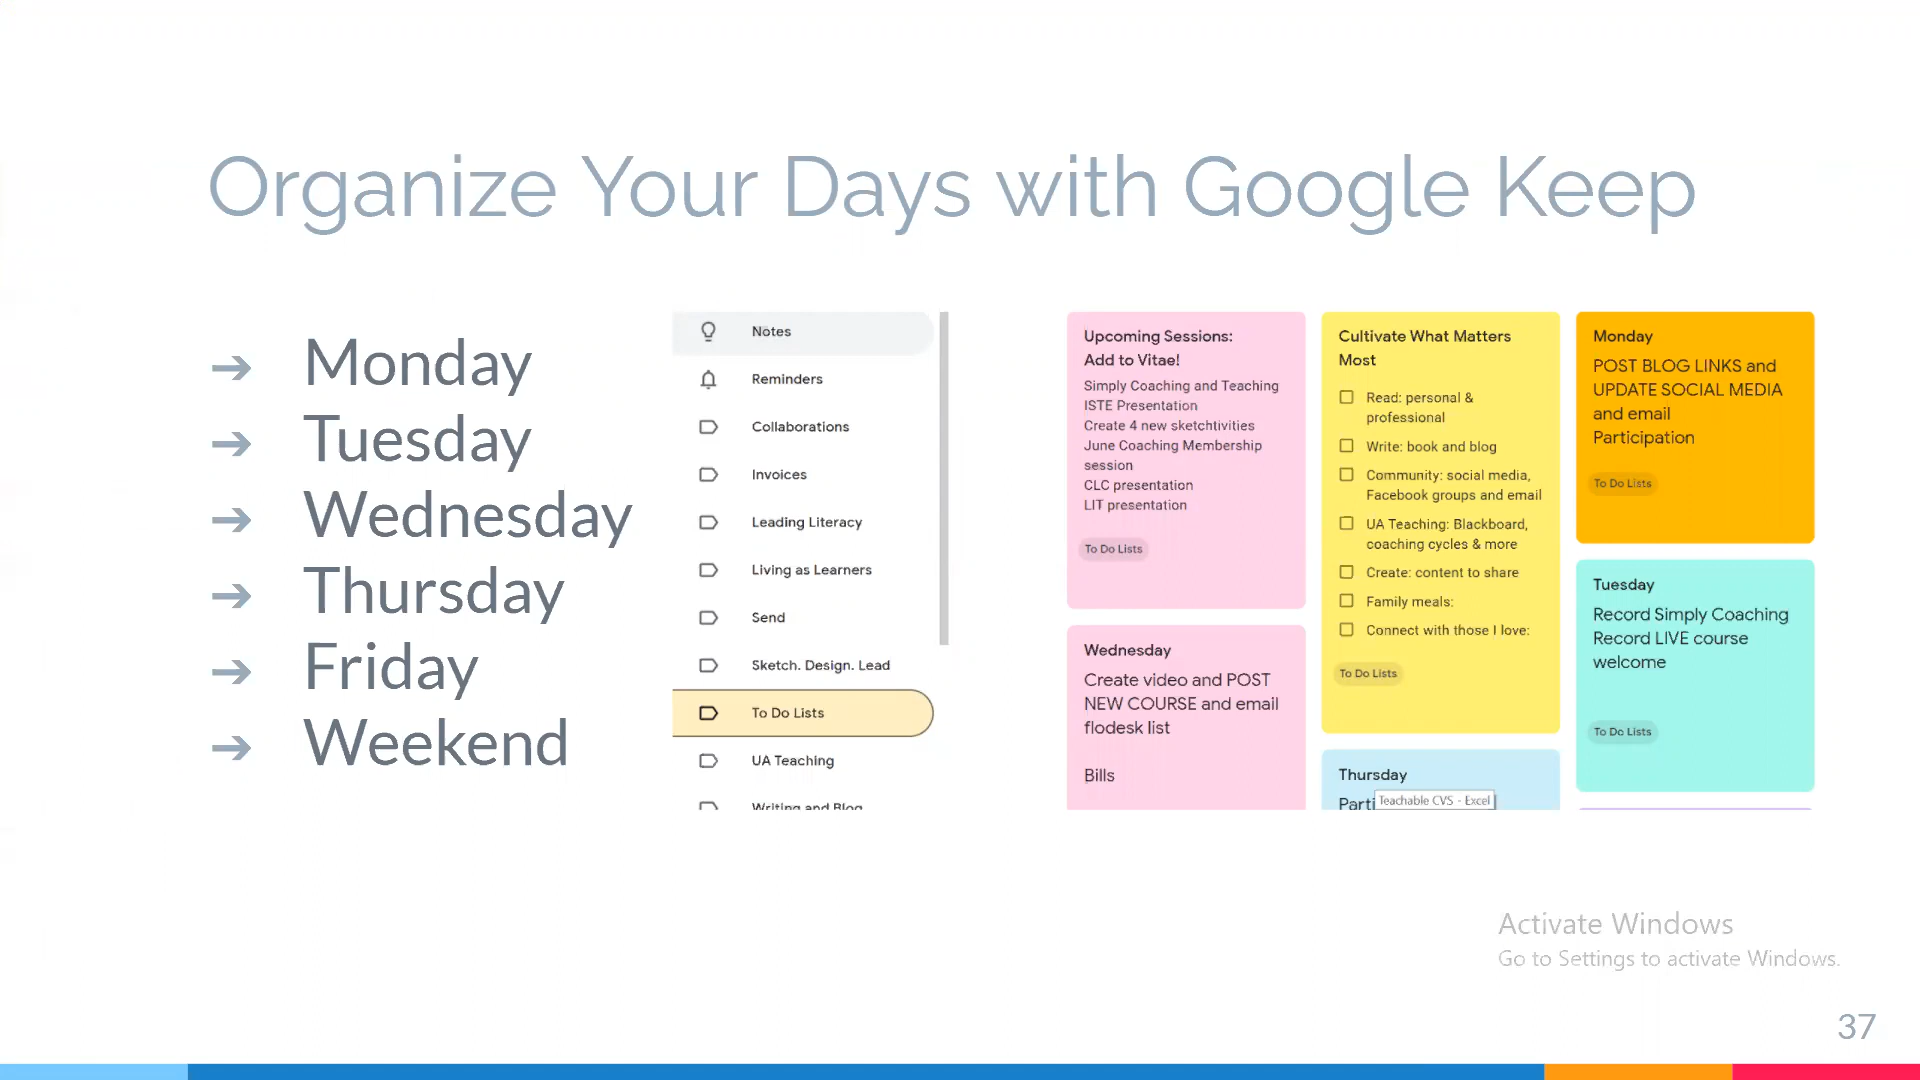 Organize Your Days with Google Keep
➔ Monday
➔ Tuesday
➔ Wednesday
➔ Thursday
➔ Friday
➔ Weekend
Notes
Reminders
Collaborations
Invoices
Leading Literacy
Living as Learners
Send
Sketch. Design. Lead
To Do Lists
UA Teaching
Writing and Blog
Upcoming Sessions:
Add to Vitae!
Simply Coaching and Teaching
ISTE Presentation
Create 4 new sketchtivities
June Coaching Membership
session
CLC presentation
LIT presentation
To Do Lists
Wednesday
Create video and POST
NEW COURSE and email
flodesk list
Bills
Cultivate What Matters
Most
Read: personal &
professional
Write: book and blog
Community: social media,
Facebook groups and email
UA Teaching: Blackboard,
coaching cycles & more
Create: content to share
Family meals:
Connect with those I love:
To Do Lists
Thursday
Parti
Teachable CVS - Excel
Monday
POST BLOG LINKS and
UPDATE SOCIAL MEDIA
and email
Participation
To Do Lists
Tuesday
Record Simply Coaching
Record LIVE course
welcome
To Do Lists
Activate Windows
Go to Settings to activate Windows.
37